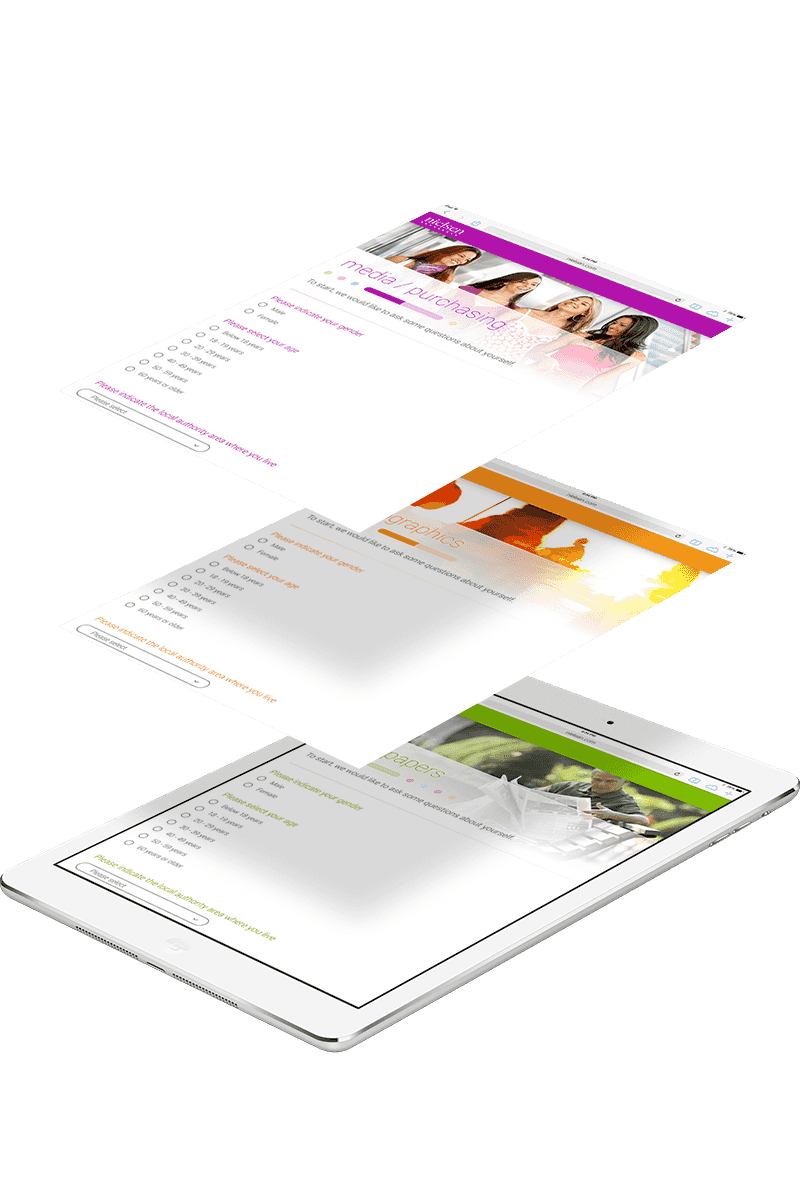 iPad
9:14 PM
nielsen.com
79%
nielsen
media / purchasing
To start, we would like to ask some questions about yourself.
Please indicate your gender
Male
Female
Please select your age
Below 18 years
18 - 19 years
20 - 29 years
30 - 39 years
40 - 49 years
50 - 59 years
60 years or older
Please indicate the local authority area where you live
Please select
nielsen.com
79%
graphics
To start, we would like to ask some questions about yourself.
Please indicate your gender
Male
Female
Please select your age
Below 18 years
18 - 19 years
20 - 29 years
30 - 39 years
40 - 49 years
50 - 59 years
60 years or older
Please indicate the local authority area where you live
Please select
nielsen.com
79%
papers
To start, we would like to ask some questions about yourself.
Please indicate your gender
Male
Female
Please select your age
Below 18 years
18 - 19 years
20 - 29 years
30 - 39 years
40 - 49 years
50 - 59 years
60 years or older
Please indicate the local authority area where you live
Please select